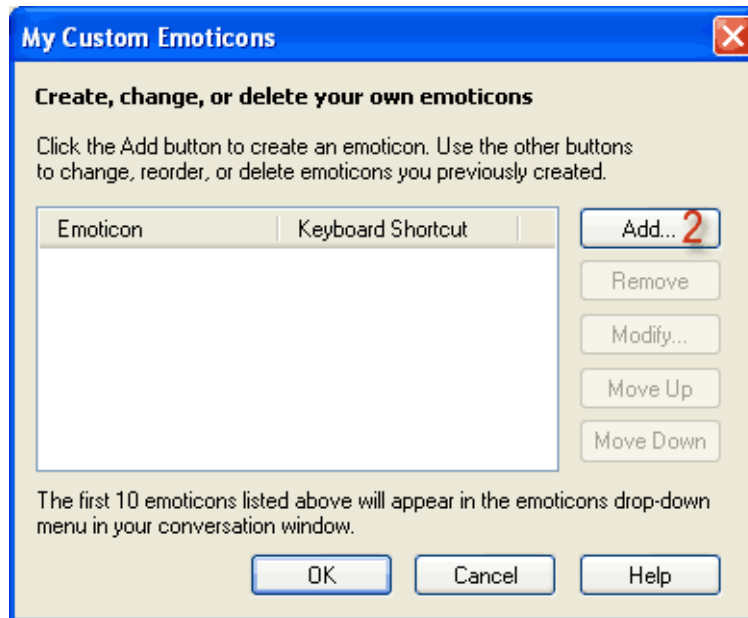 My Custom Emoticons
Create, change, or delete your own emoticons
Click the Add button to create an emoticon. Use the other buttons
to change, reorder, or delete emoticons you previously created.
Emoticon Keyboard Shortcut
Add... 2
Remove
Modify...
Move Up
Move Down
The first 10 emoticons listed above will appear in the emoticons drop-down
menu in your conversation window.
OK Cancel Help